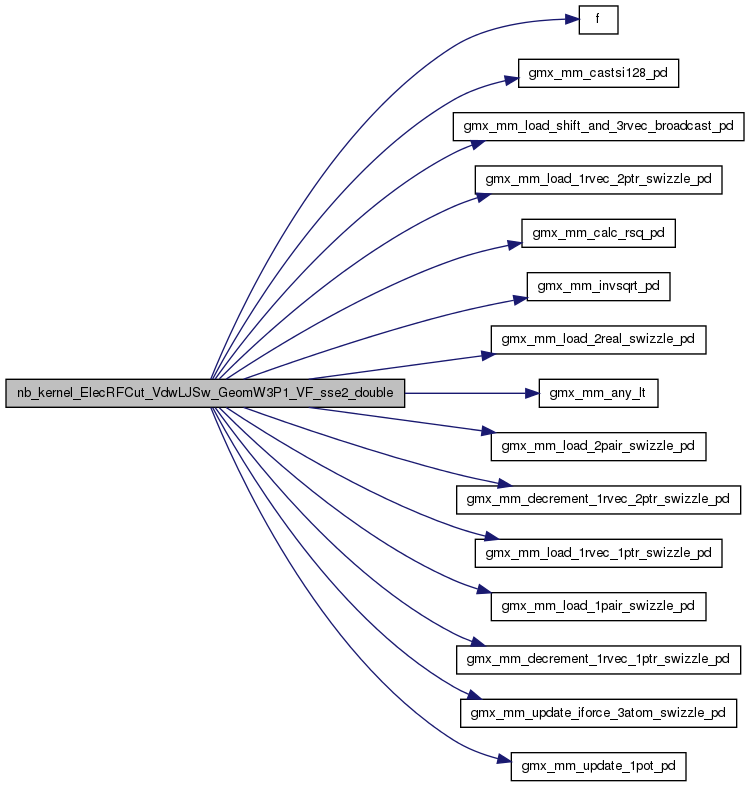 f
gmx_mm_castsi128_pd
gmx_mm_load_shift_and_3rvec_broadcast_pd
gmx_mm_load_1rvec_2ptr_swizzle_pd
gmx_mm_calc_rsq_pd
gmx_mm_invsqrt_pd
gmx_mm_load_2real_swizzle_pd
nb_kernel_ElecRFCut_VdwLJSw_GeomW3P1_VF_sse2_double
gmx_mm_any_lt
gmx_mm_load_2pair_swizzle_pd
gmx_mm_decrement_1rvec_2ptr_swizzle_pd
gmx_mm_load_1rvec_1ptr_swizzle_pd
gmx_mm_load_1pair_swizzle_pd
gmx_mm_decrement_1rvec_1ptr_swizzle_pd
gmx_mm_update_iforce_3atom_swizzle_pd
gmx_mm_update_1pot_pd